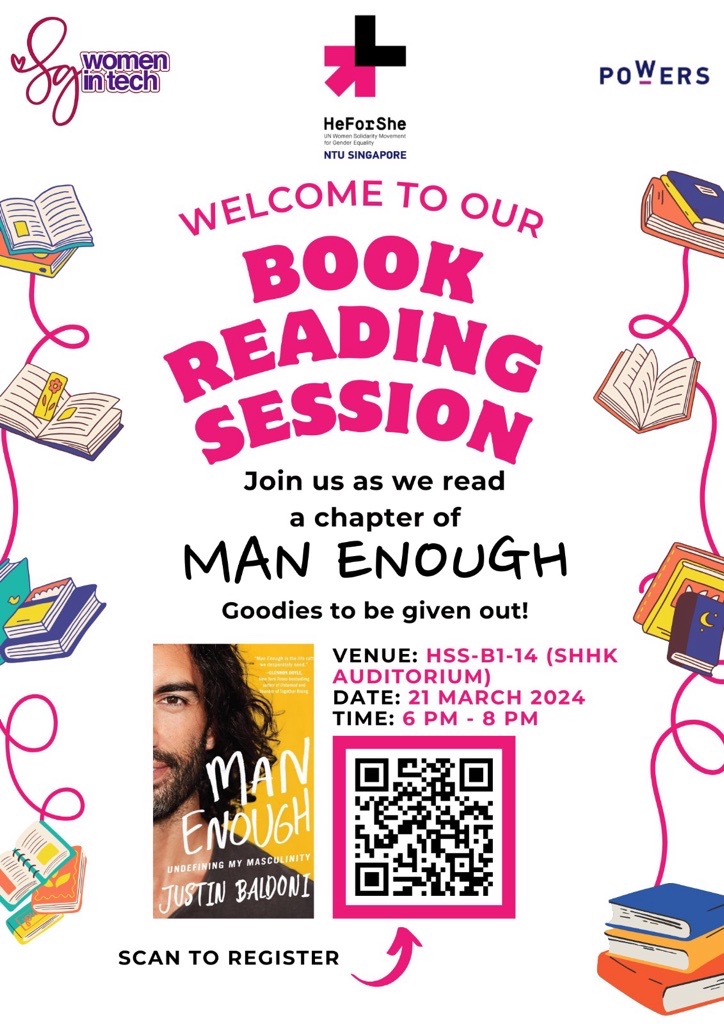 Sg women
in tech
HeForShe
UN Women Solidarity Movement
for Gender Equality
NTU SINGAPORE
POWERS
WELCOME TO OUR
BOOK
READING
SESSION
Join us as we read
a chapter of
MAN ENOUGH
Goodies to be given out!
VENUE: HSS-B1-14 (SHHK
AUDITORIUM)
DATE: 21 MARCH 2024
TIME: 6 PM - 8 PM
MAN
ENOUGH
UNDEFINING MY MASCULINITY
JUSTIN BALDONI
SCAN TO REGISTER